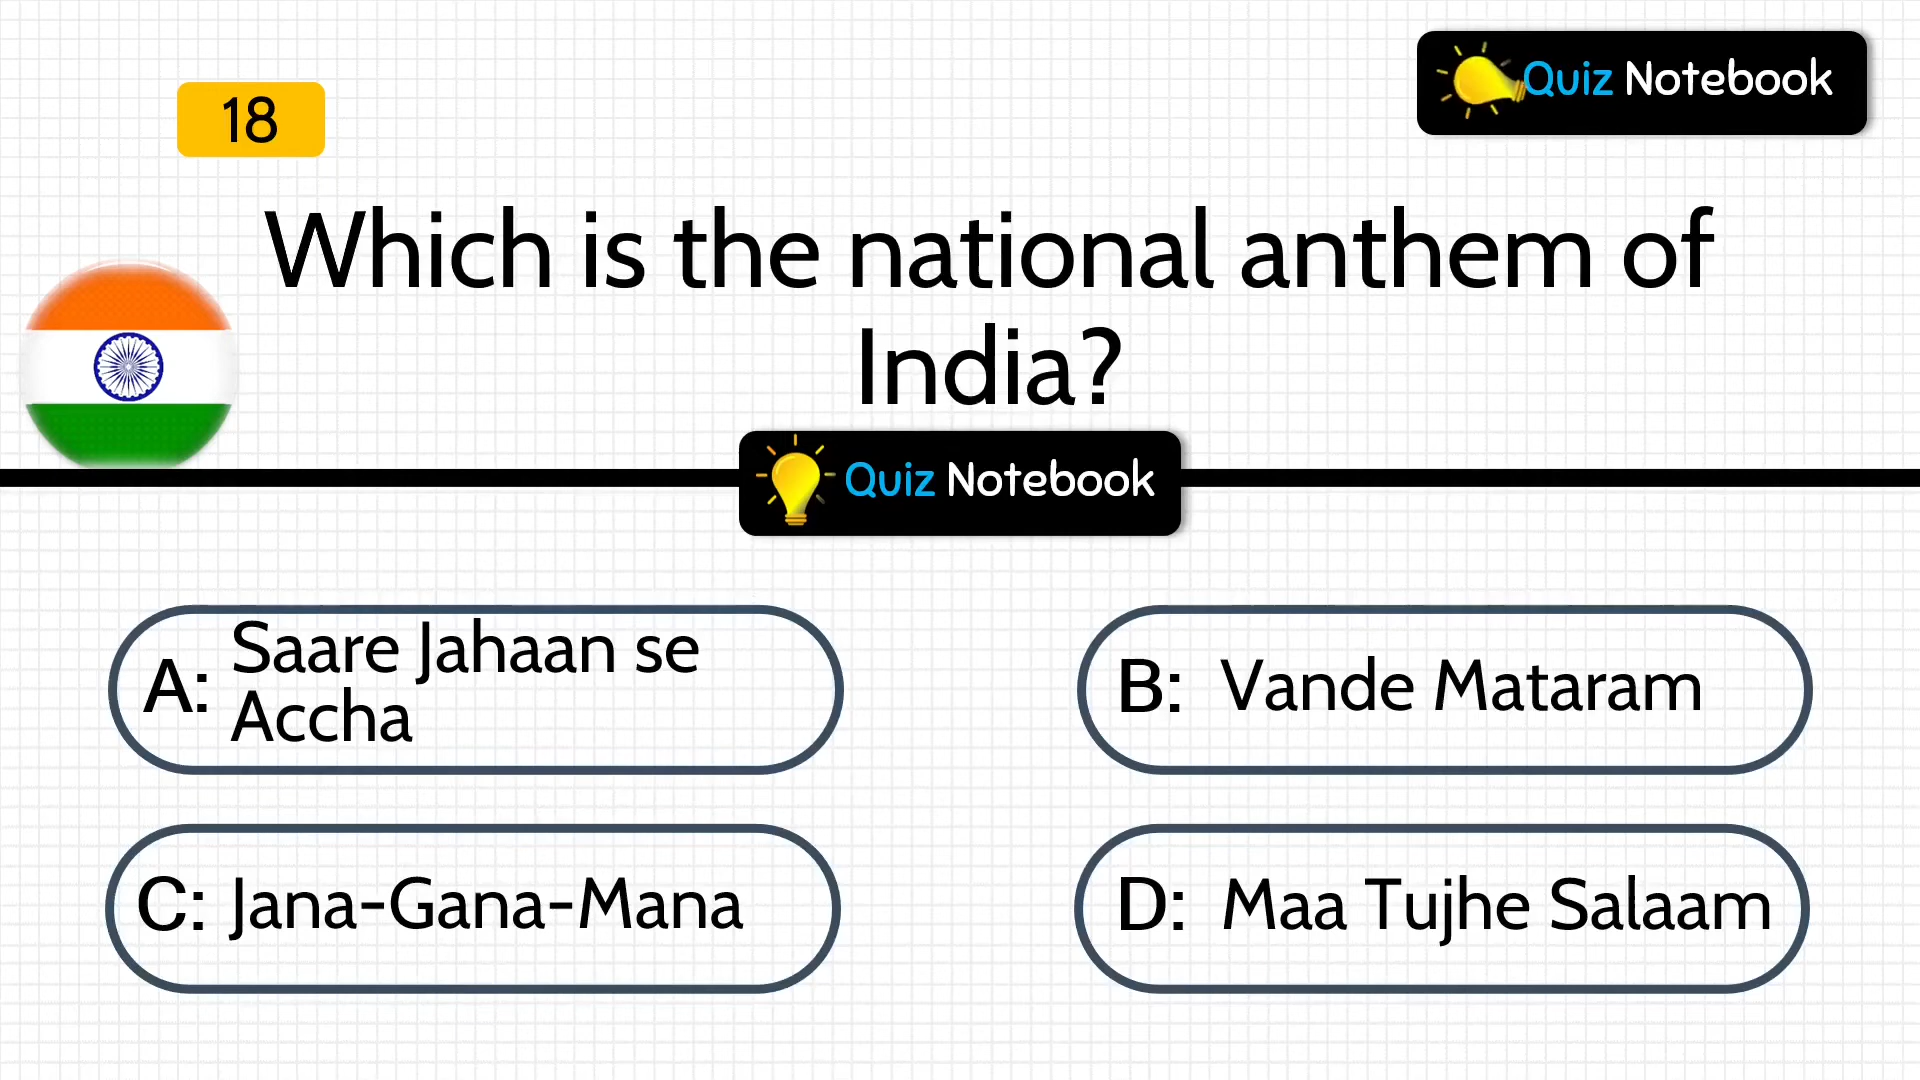 Quiz Notebook
18
Which is the national anthem of
India?
Quiz Notebook
A: Saare Jahaan se
Accha
B: Vande Mataram
C: Jana-Gana-Mana
D: Maa Tujhe Salaam